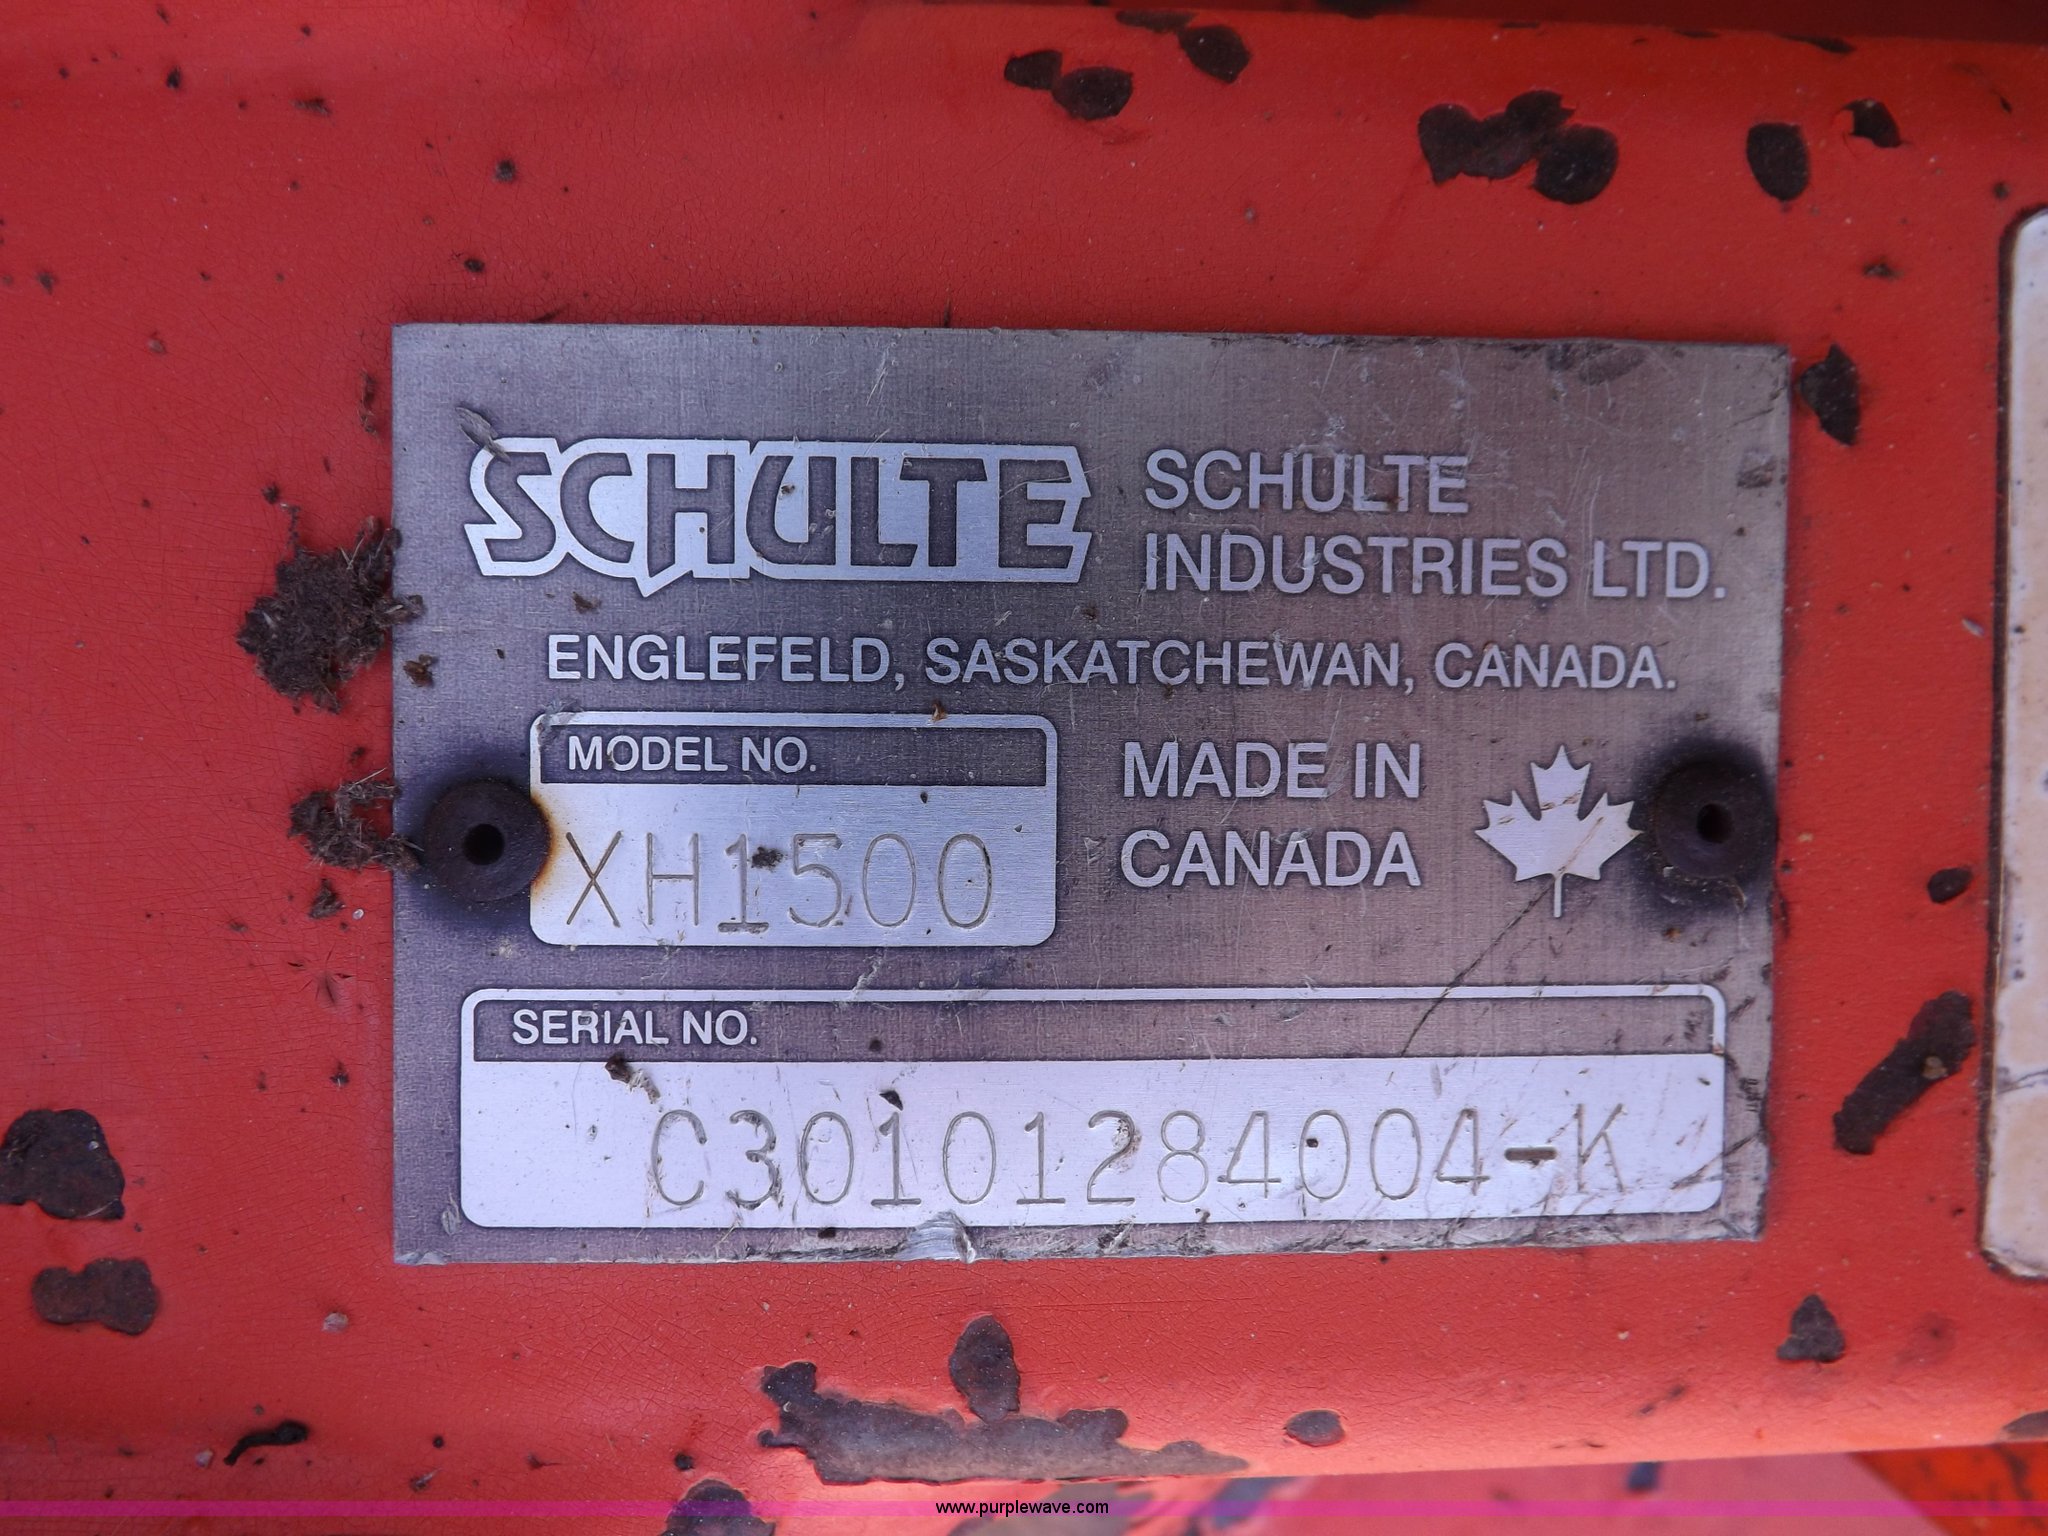 SCHULTE
SCHULTE
INDUSTRIES LTD.
ENGLEFELD, SASKATCHEWAN, CANADA.
MODEL NO.
XH1500
MADE IN
CANADA
SERIAL NO.
C30101284004-K
www.purplewave.com